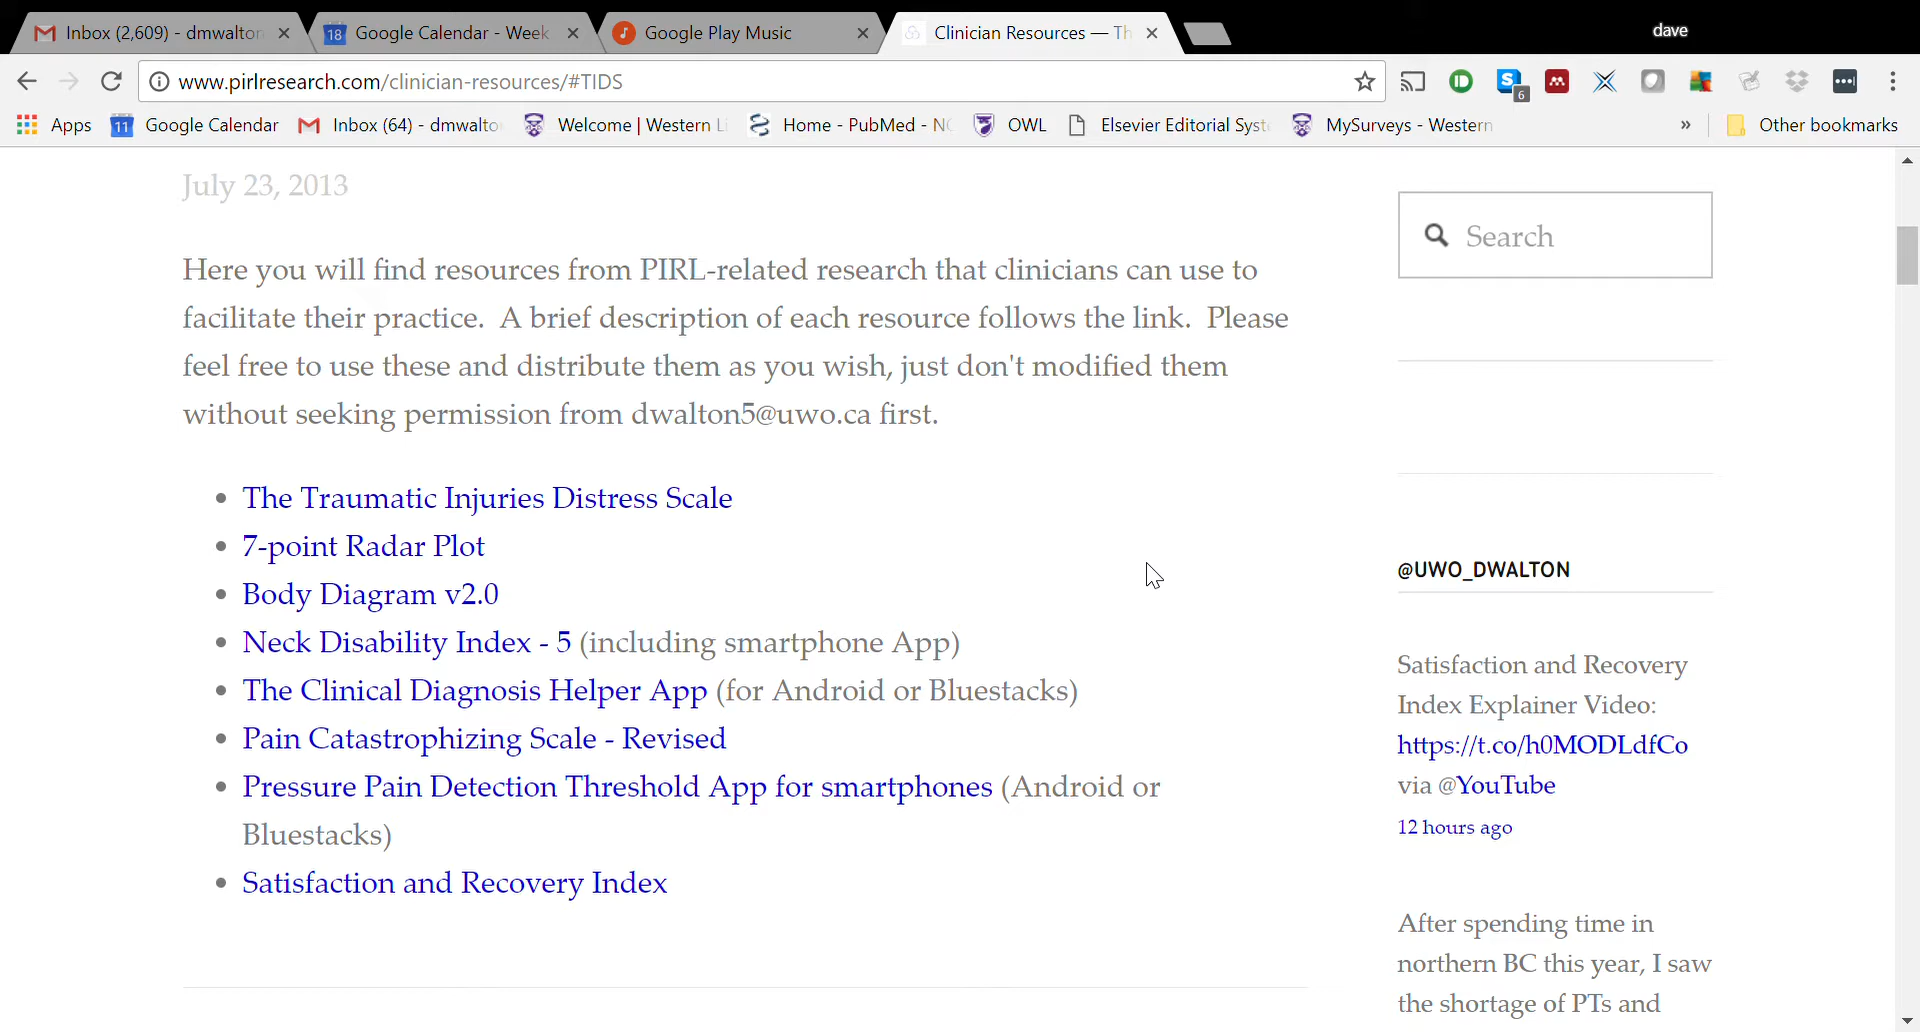 Inbox (2,609) - dmwalton
Google Calendar - Week
Google Play Music
Clinician Resources — Th
dave
www.pirlresearch.com/clinician-resources/#TIDS
6
Apps
11
Google Calendar
Inbox (64) - dmwalto
Welcome | Western Li
Home - PubMed - NC
OWL
Elsevier Editorial Syst
MySurveys - Western
»
Other bookmarks
July 23, 2013
Search
Here you will find resources from PIRL-related research that clinicians can use to
facilitate their practice.  A brief description of each resource follows the link.  Please
feel free to use these and distribute them as you wish, just don't modified them
without seeking permission from dwalton5@uwo.ca first.
• The Traumatic Injuries Distress Scale
• 7-point Radar Plot
• Body Diagram v2.0
• Neck Disability Index - 5 (including smartphone App)
• The Clinical Diagnosis Helper App (for Android or Bluestacks)
• Pain Catastrophizing Scale - Revised
• Pressure Pain Detection Threshold App for smartphones (Android or
Bluestacks)
• Satisfaction and Recovery Index
@UWO_DWALTON
Satisfaction and Recovery
Index Explainer Video:
https://t.co/h0MODLdfCo
via @YouTube
12 hours ago
After spending time in
northern BC this year, I saw
the shortage of PTs and